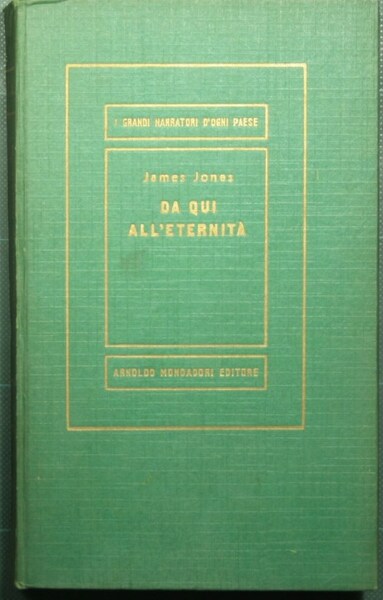 I GRANDI NARRATORI D'OGNI PAESE
James Jones
DA QUI
ALL'ETERNITÀ
ARNOLDO MONDADORI EDITORE